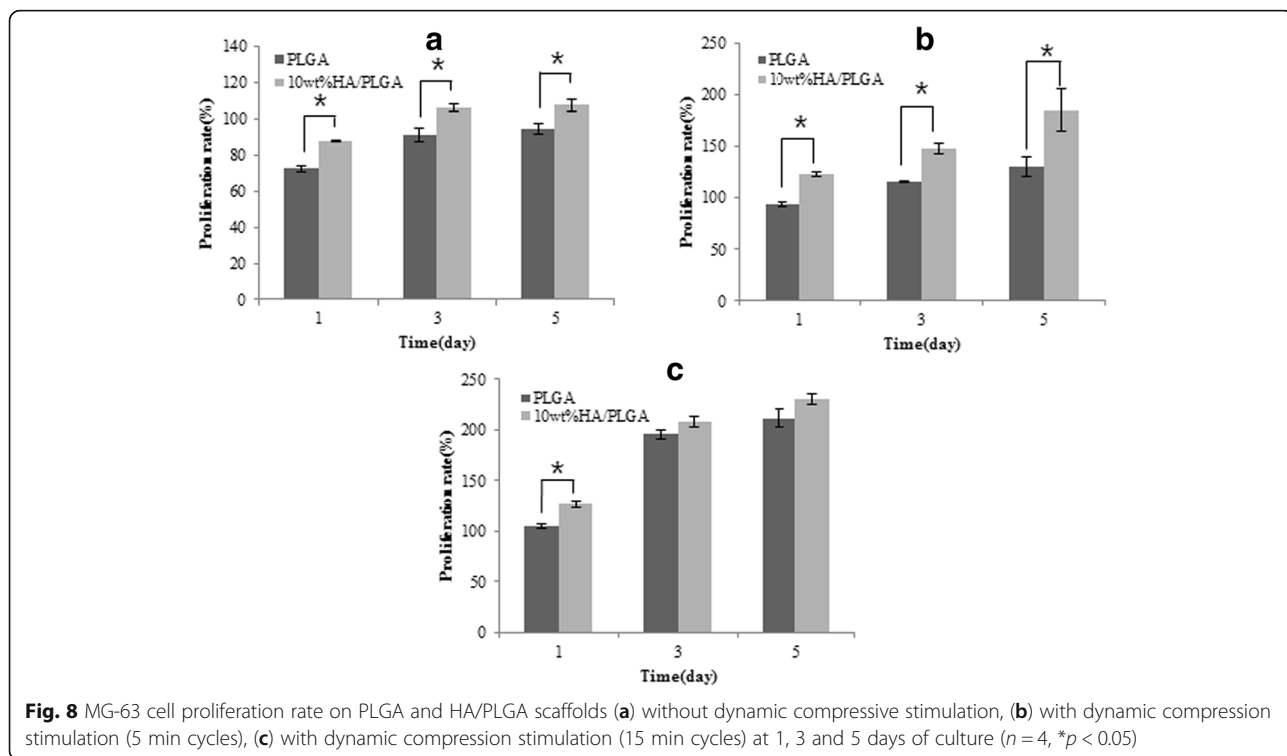 a
PLGA
10wt%HA/PLGA
*
*
*
Proliferation rate(%)
140
120
100
80
60
40
20
0
1
3
5
Time(day)
b
PLGA
10wt%HA/PLGA
*
*
*
Proliferation rate(%)
250
200
150
100
50
0
1
3
5
Time(day)
c
PLGA
10wt%HA/PLGA
*
Proliferation rate(%)
250
200
150
100
50
0
1
3
5
Time(day)
Fig. 8 MG-63 cell proliferation rate on PLGA and HA/PLGA scaffolds (a) without dynamic compressive stimulation, (b) with dynamic compression
stimulation (5 min cycles), (c) with dynamic compression stimulation (15 min cycles) at 1, 3 and 5 days of culture (n = 4, *p < 0.05)